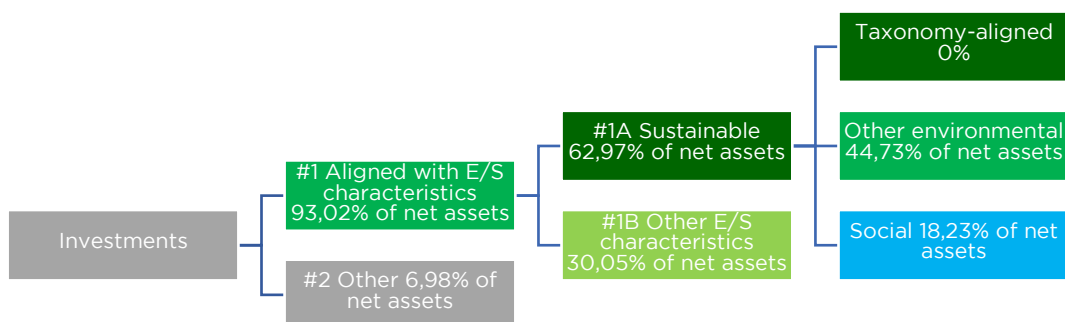 Investments
#1 Aligned with E/S
characteristics
93,02% of net assets
#2 Other 6,98% of
net assets
#1A Sustainable
62,97% of net assets
#1B Other E/S
characteristics
30,05% of net assets
Taxonomy-aligned
0%
Other environmental
44,73% of net assets
Social 18,23% of net
assets